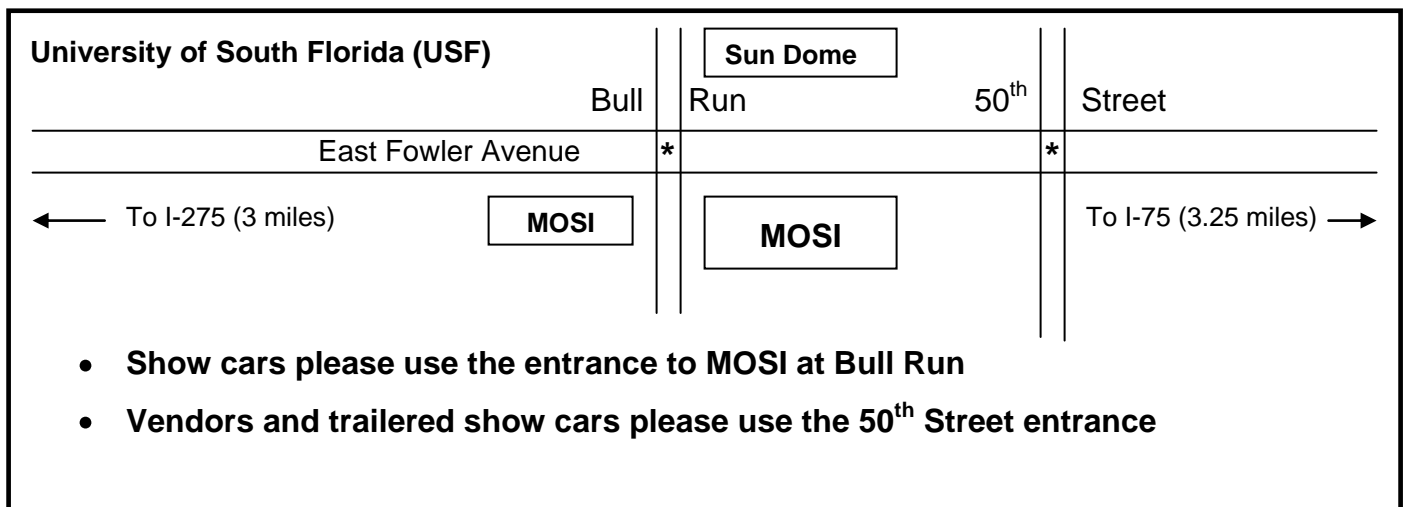 University of South Florida (USF)
Sun Dome
Bull Run 50th Street
East Fowler Avenue * *
To I-275 (3 miles) MOSI MOSI To I-75 (3.25 miles)
• Show cars please use the entrance to MOSI at Bull Run
• Vendors and trailered show cars please use the 50th Street entrance